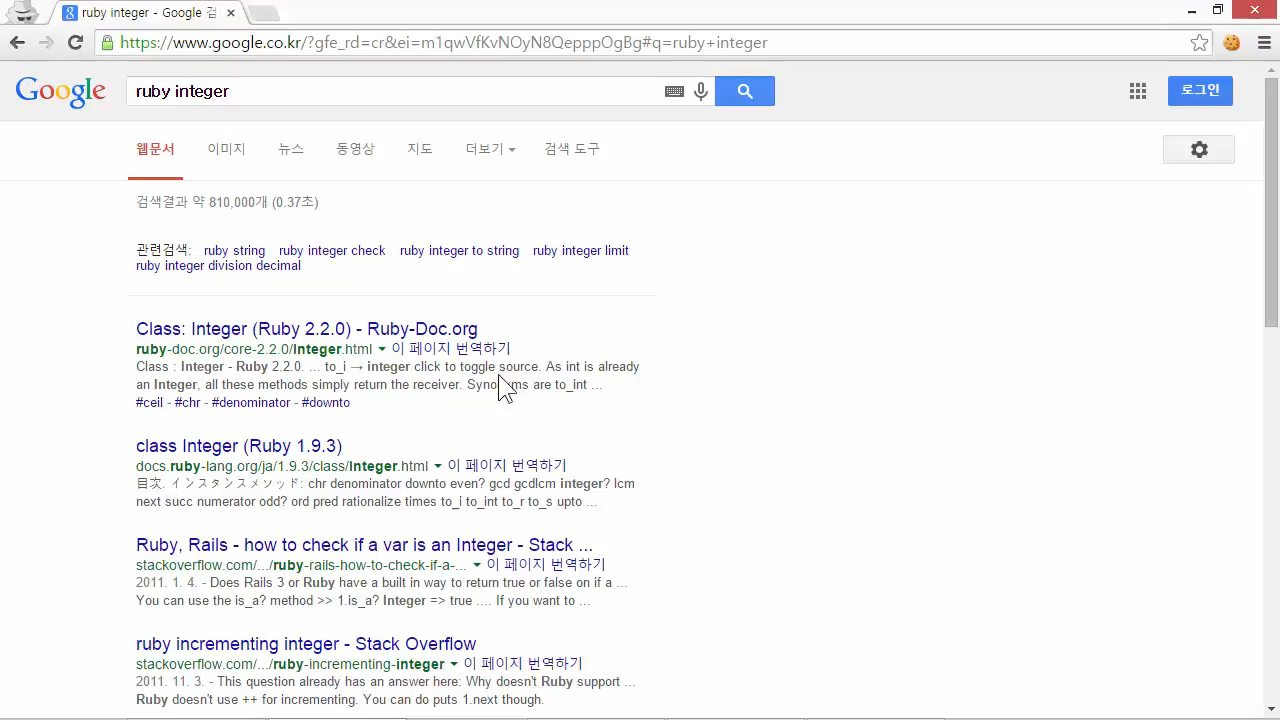 ruby integer - Google 검
https://www.google.co.kr/?gfe_rd=cr&ei=m1qwVfKvNOyN8QepppOgBg#q=ruby+integer
Google
ruby integer
로그인
웹문서 이미지 뉴스 동영상 지도 더보기 검색 도구
검색결과 약 810,000개 (0.37초)
관련검색: ruby string ruby integer check ruby integer to string ruby integer limit
ruby integer division decimal
Class: Integer (Ruby 2.2.0) - Ruby-Doc.org
ruby-doc.org/core-2.2.0/Integer.html 이 페이지 번역하기
Class : Integer - Ruby 2.2.0. ... to_i → integer click to toggle source. As int is already
an Integer, all these methods simply return the receiver. Synonyms are to_int ...
#ceil - #chr - #denominator - #downto
class Integer (Ruby 1.9.3)
docs.ruby-lang.org/ja/1.9.3/class/Integer.html 이 페이지 번역하기
目次. インスタンスメソッド: chr denominator downto even? gcd gcdlcm integer? lcm
next succ numerator odd? ord pred rationalize times to_i to_int to_r to_s upto ...
Ruby, Rails - how to check if a var is an Integer - Stack ...
stackoverflow.com/.../ruby-rails-how-to-check-if-a-... 이 페이지 번역하기
2011. 1. 4. - Does Rails 3 or Ruby have a built in way to return true or false on if a ...
You can use the is_a? method >> 1.is_a? Integer => true .... If you want to ...
ruby incrementing integer - Stack Overflow
stackoverflow.com/.../ruby-incrementing-integer 이 페이지 번역하기
2011. 11. 3. - This question already has an answer here: Why doesn't Ruby support ...
Ruby doesn't use ++ for incrementing. You can do puts 1.next though.